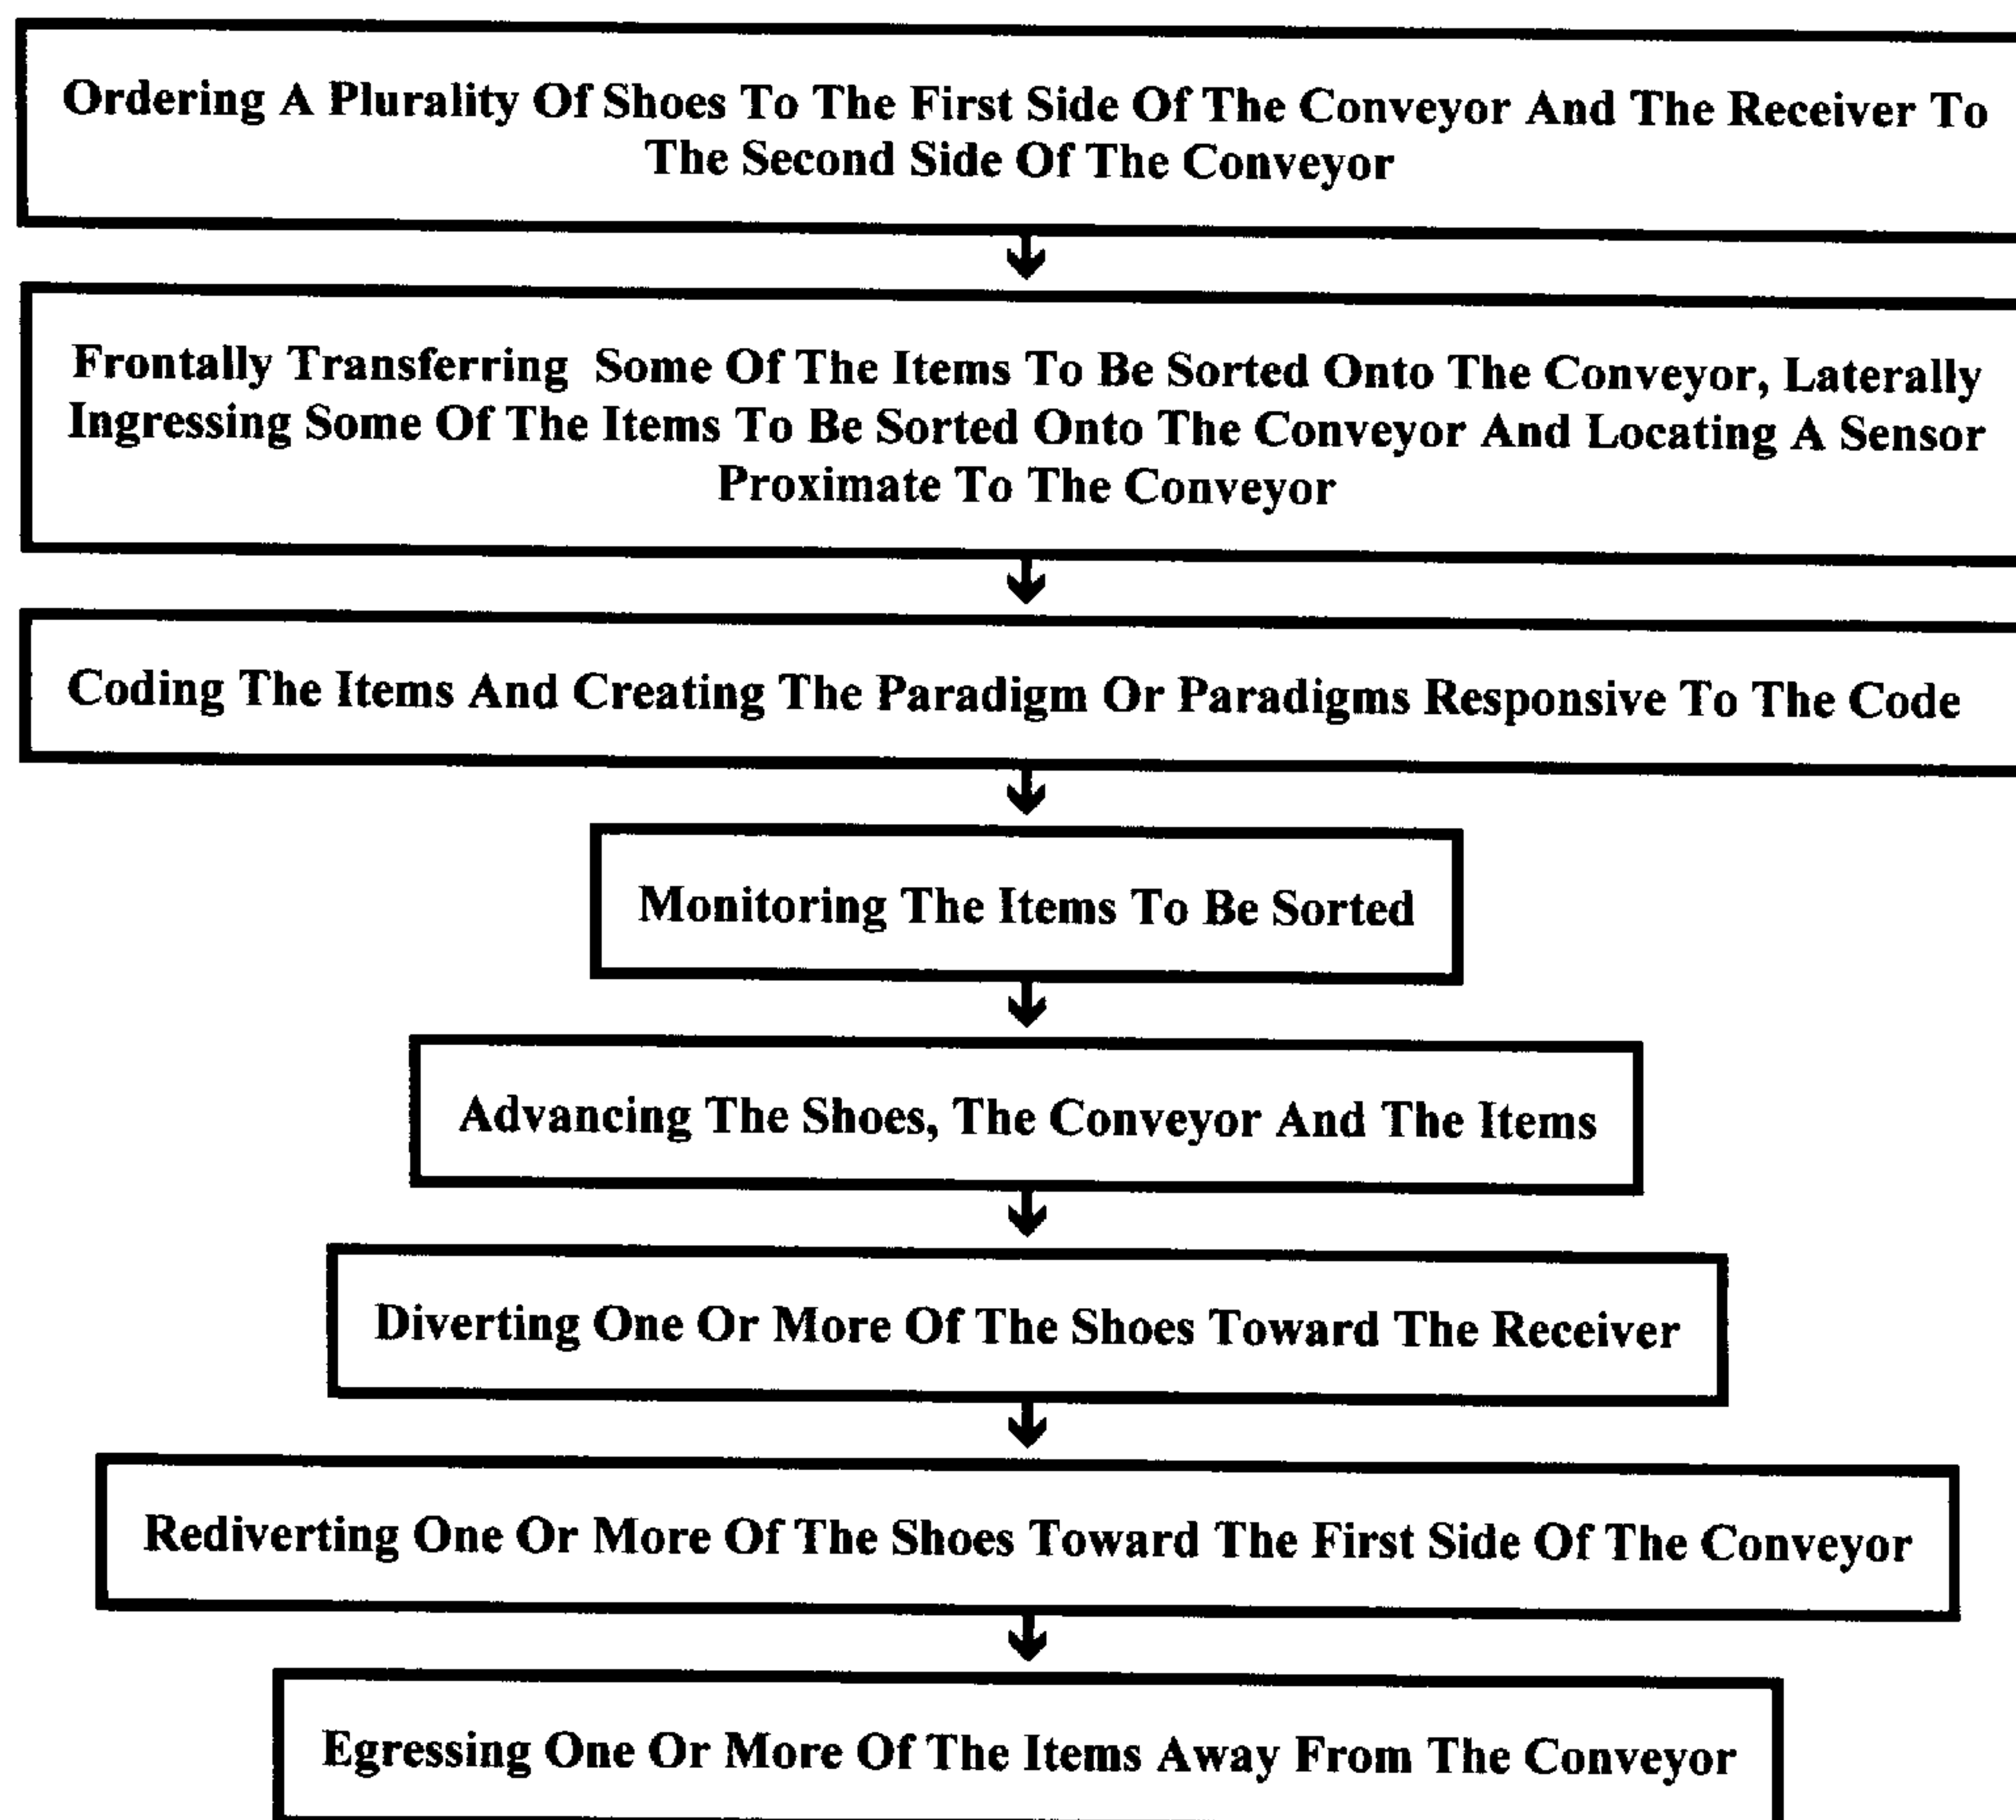 Ordering A Plurality Of Shoes To The First Side Of The Conveyor And The Receiver To
The Second Side Of The Conveyor
Frontally Transferring Some Of The Items To Be Sorted Onto The Conveyor, Laterally
Ingressing Some Of The Items To Be Sorted Onto The Conveyor And Locating A Sensor
Proximate To The Conveyor
Coding The Items And Creating The Paradigm Or Paradigms Responsive To The Code
Monitoring The Items To Be Sorted
Advancing The Shoes, The Conveyor And The Items
Diverting One Or More Of The Shoes Toward The Receiver
Rediverting One Or More Of The Shoes Toward The First Side Of The Conveyor
Egressing One Or More Of The Items Away From The Conveyor